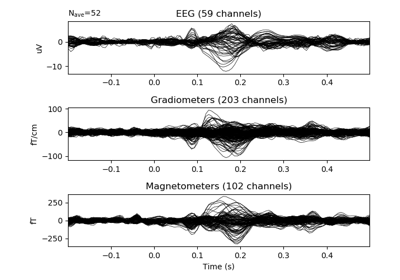 N_ave=52 EEG (59 channels)
uV
0
−10
−0.1 0.0 0.1 0.2 0.3 0.4
Gradiometers (203 channels)
fT/cm
100
0
−100
−0.1 0.0 0.1 0.2 0.3 0.4
Magnetometers (102 channels)
fT
250
0
−250
−0.1 0.0 0.1 0.2 0.3 0.4
Time (s)